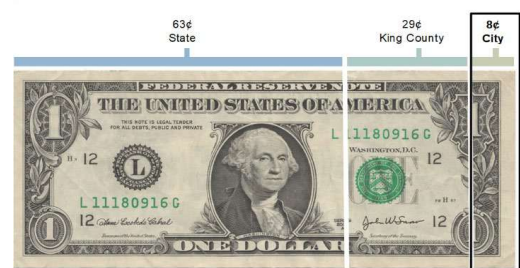 63¢
State
29¢
King County
8¢
City
FEDERAL RESERVE NOTE
THE UNITED STATES OF AMERICA
THIS NOTE IS LEGAL TENDER
FOR ALL DEBTS, PUBLIC AND PRIVATE
L 11180916 G
WASHINGTON, D.C.
H 12
12
L
ONE
L 11180916 G
12
12
ONE DOLLAR
1
1
1
1